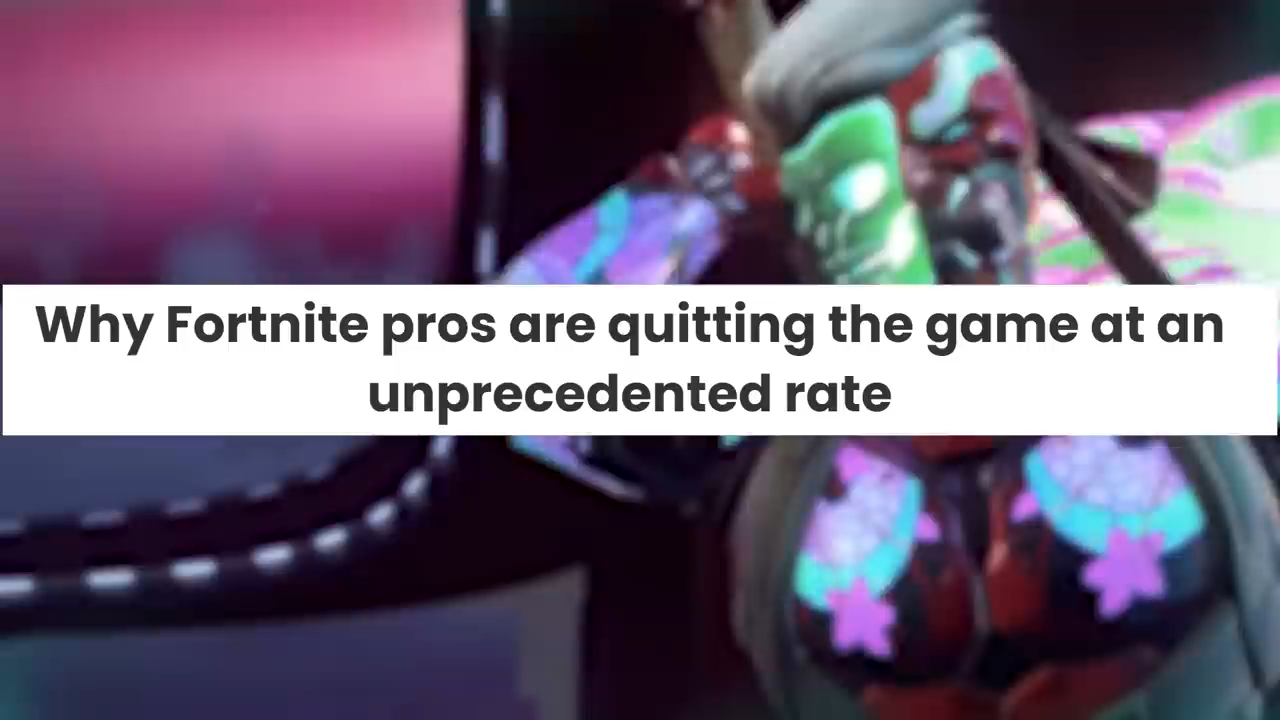 Why Fortnite pros are quitting the game at an
unprecedented rate